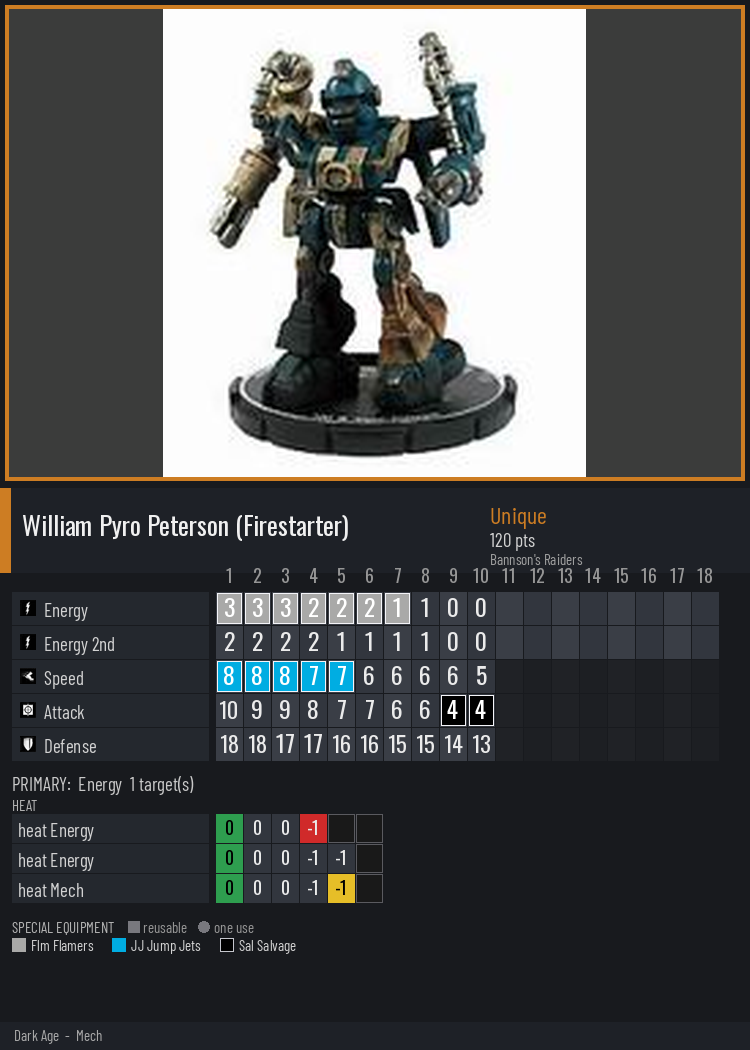 William Pyro Peterson (Firestarter)
Unique
120 pts
Bannson's Raiders
1 2 3 4 5 6 7 8 9 10 11 12 13 14 15 16 17 18
Energy 3 3 3 2 2 2 1 1 0 0
Energy 2nd 2 2 2 2 1 1 1 1 0 0
Speed 8 8 8 7 7 6 6 6 6 5
Attack 10 9 9 8 7 7 6 6 4 4
Defense 18 18 17 17 16 16 15 15 14 13
PRIMARY: Energy 1 target(s)
HEAT
heat Energy 0 0 0 -1
heat Energy 0 0 0 -1 -1
heat Mech 0 0 0 -1 -1
SPECIAL EQUIPMENT reusable one use
Flm Flamers JJ Jump Jets Sal Salvage
Dark Age - Mech